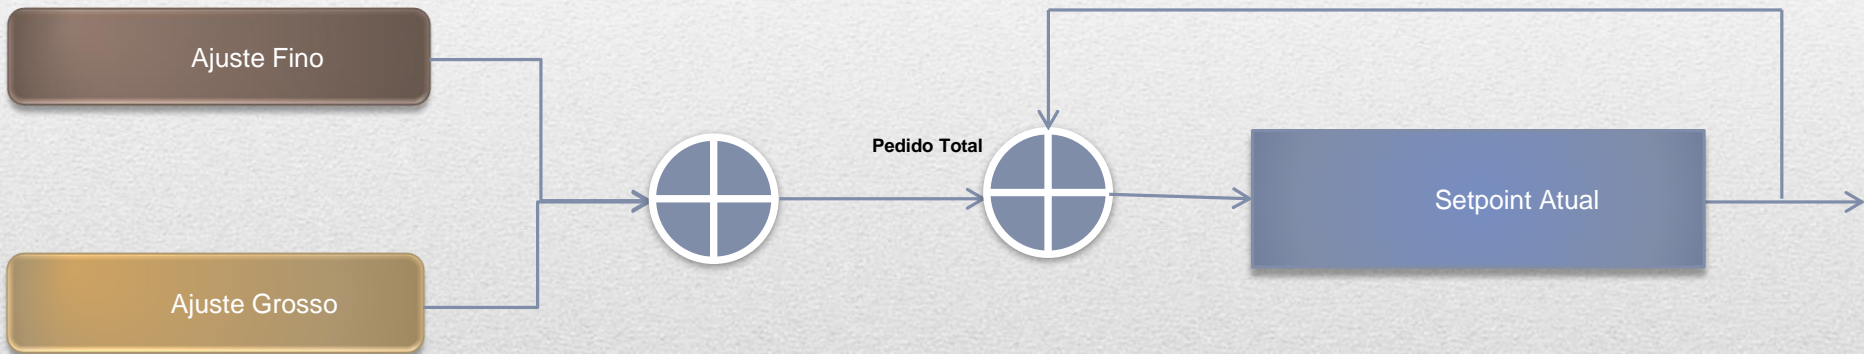 Ajuste Fino
Pedido Total
Setpoint Atual
Ajuste Grosso